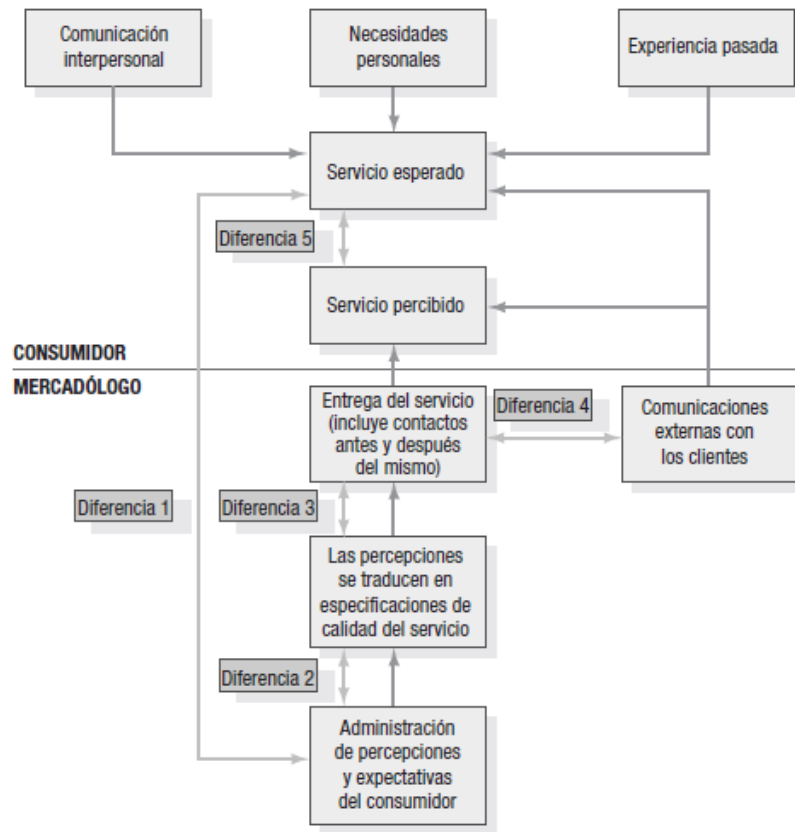 Comunicación
interpersonal
Necesidades
personales
Experiencia pasada
Servicio esperado
Diferencia 5
Servicio percibido
CONSUMIDOR
MERCADÓLOGO
Entrega del servicio
(incluye contactos
antes y después
del mismo)
Diferencia 4
Comunicaciones
externas con
los clientes
Diferencia 1
Diferencia 3
Las percepciones
se traducen en
especificaciones de
calidad del servicio
Diferencia 2
Administración
de percepciones
y expectativas
del consumidor